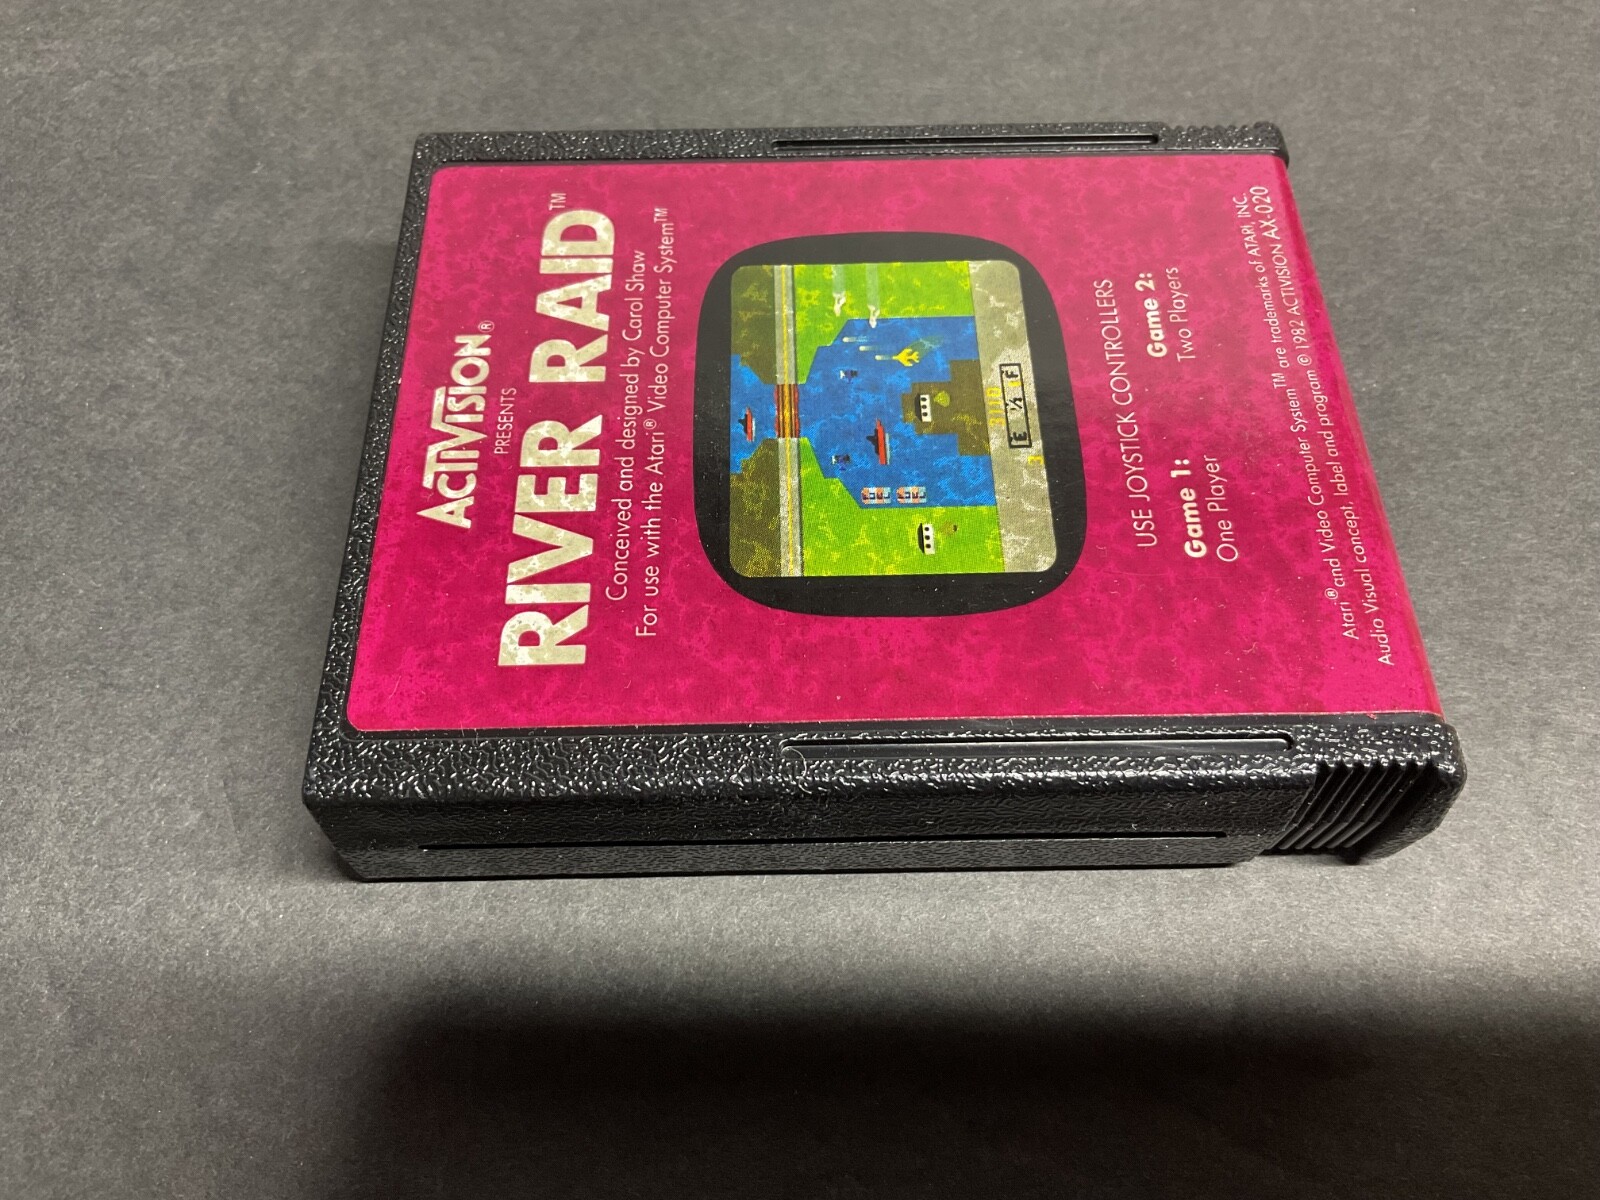 ACTIVISION®
PRESENTS
RIVER RAID™
Conceived and designed by Carol Shaw
For use with the Atari® Video Computer System™
E ½ F
USE JOYSTICK CONTROLLERS
Game 1: Game 2:
One Player Two Players
Atari® and Video Computer System™ are trademarks of ATARI, INC.
Audio Visual concept, label and program © 1982 ACTIVISION AX-020